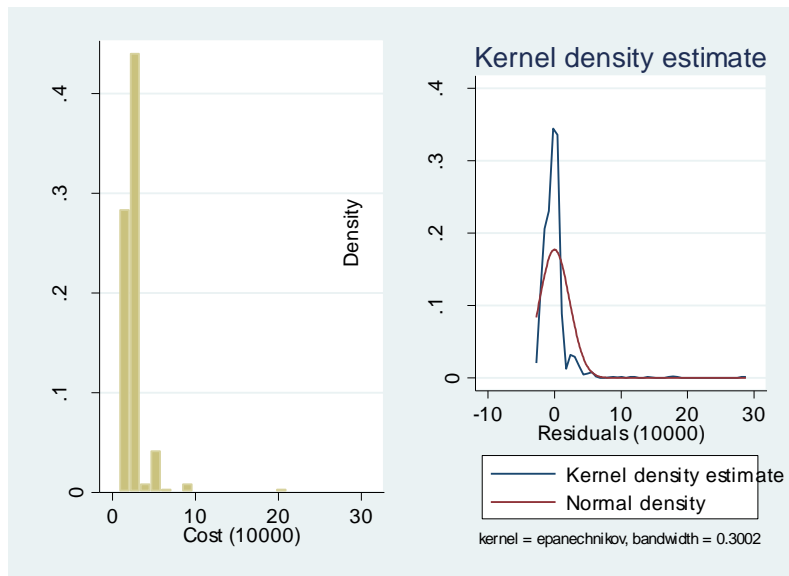 0
.1
.2
.3
.4
0 10 20 30
Cost (10000)
Kernel density estimate
Density
0
.1
.2
.3
.4
-10 0 10 20 30
Residuals (10000)
Kernel density estimate
Normal density
kernel = epanechnikov, bandwidth = 0.3002